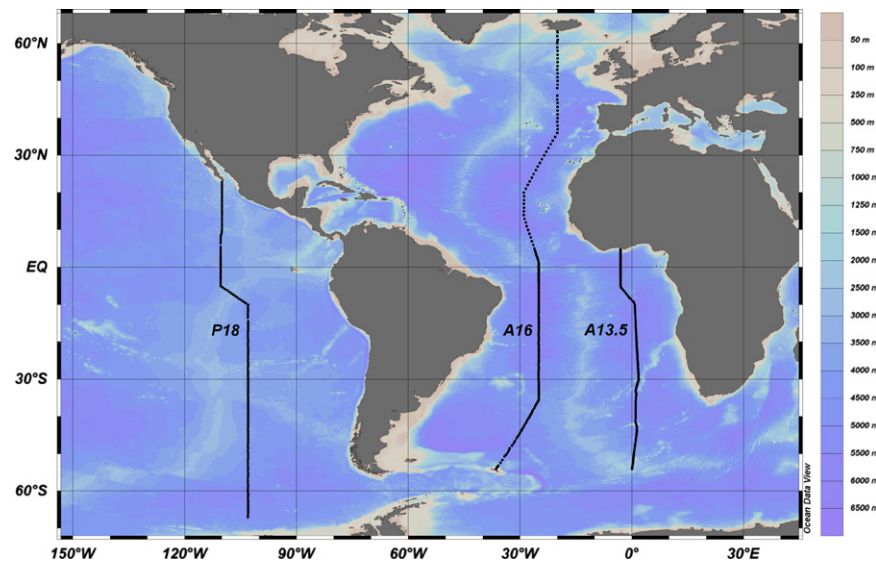 60°N
30°N
EQ
30°S
60°S
P18
A16
A13.5
150°W
120°W
90°W
60°W
30°W
0°
30°E
Ocean Data View
50 m
100 m
250 m
500 m
750 m
1000 m
1250 m
1500 m
2000 m
2500 m
3000 m
3500 m
4000 m
4500 m
5000 m
5500 m
6000 m
6500 m